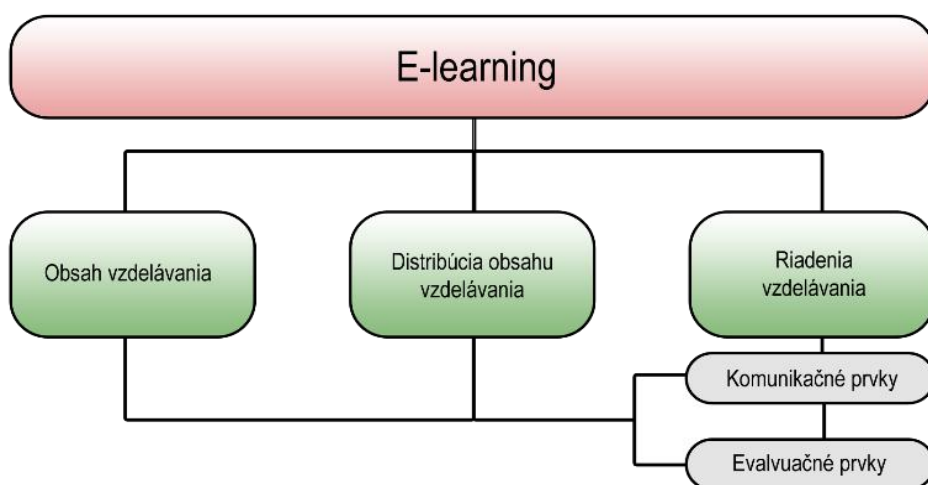 E-learning
Obsah vzdelávania
Distribúcia obsahu
vzdelávania
Riadenia
vzdelávania
Komunikačné prvky
Evalvuačné prvky